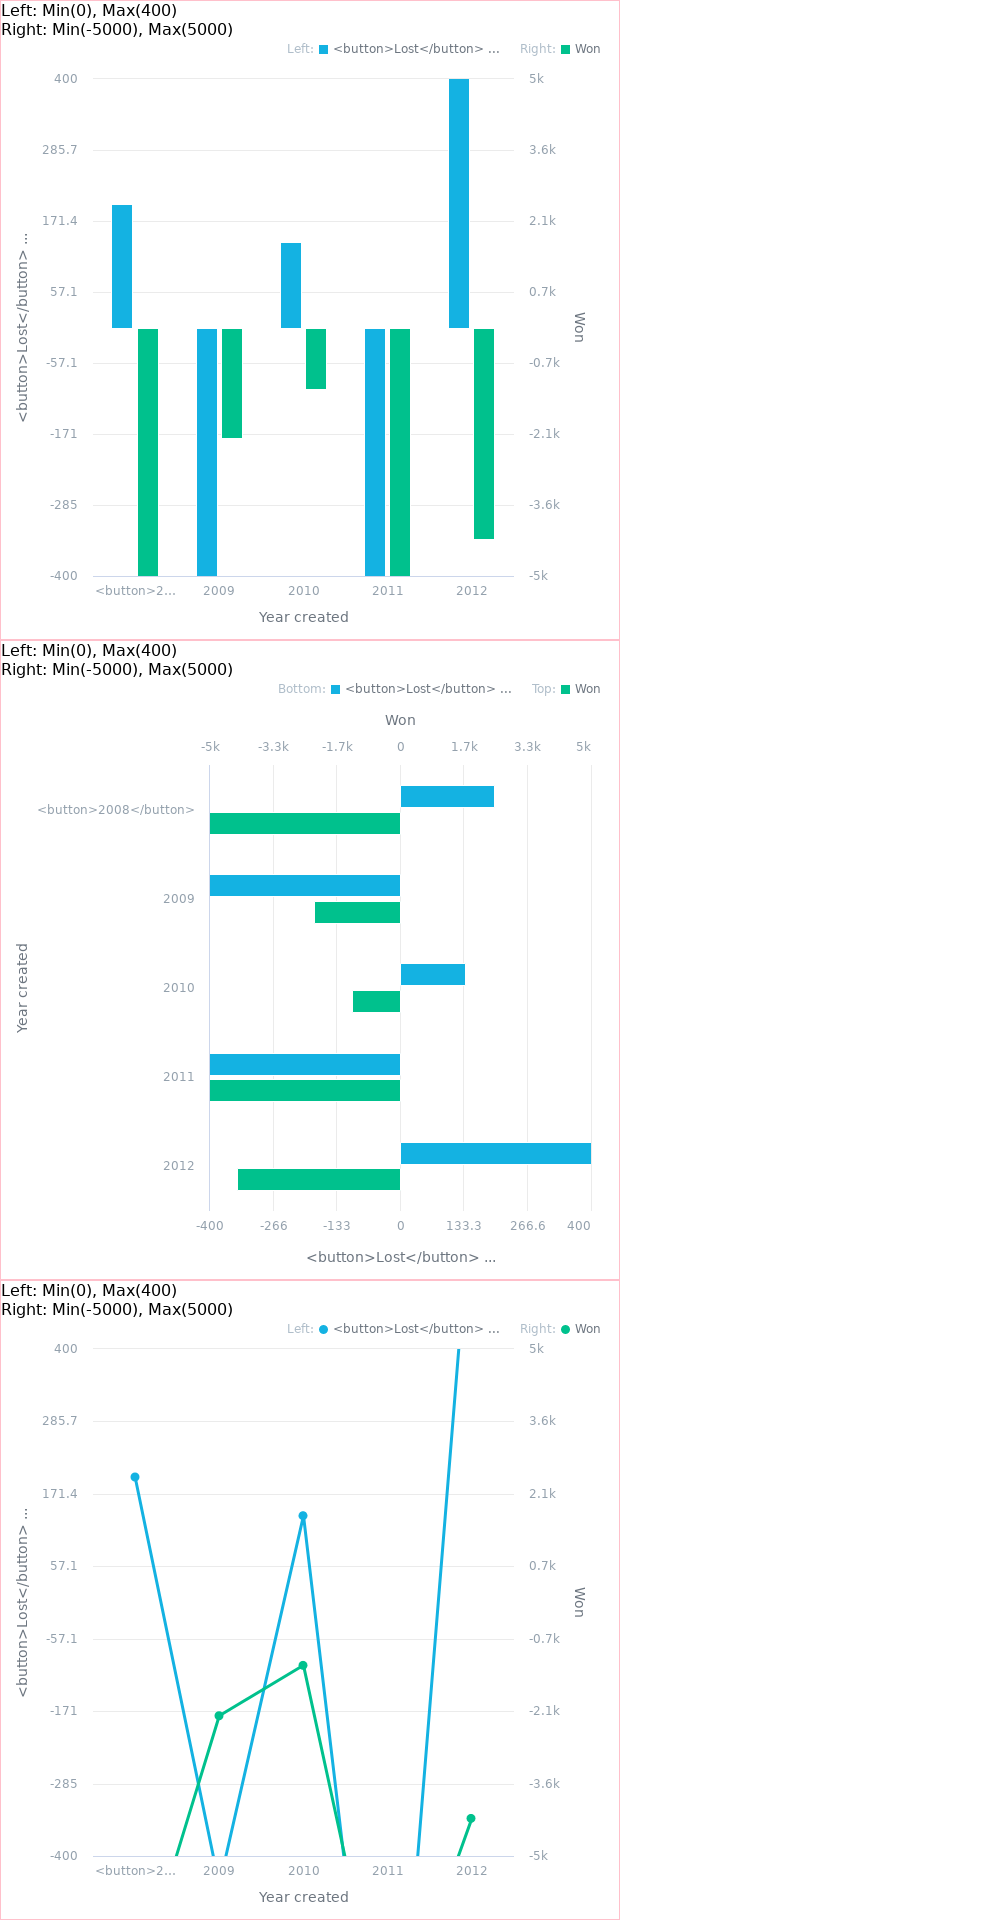 Left: Min(0), Max(400)
Right: Min(-5000), Max(5000)
Left: <button>Lost</button> ... Right: Won
400 5k
285.7 3.6k
171.4 2.1k
57.1 0.7k
-57.1 -0.7k
-171 -2.1k
-285 -3.6k
-400 -5k
<button>Lost</button> ...
Won
<button>2... 2009 2010 2011 2012
Year created
Left: Min(0), Max(400)
Right: Min(-5000), Max(5000)
Bottom: <button>Lost</button> ... Top: Won
Won
-5k -3.3k -1.7k 0 1.7k 3.3k 5k
<button>2008</button>
2009
2010
2011
2012
Year created
-400 -266 -133 0 133.3 266.6 400
<button>Lost</button> ...
Left: Min(0), Max(400)
Right: Min(-5000), Max(5000)
Left: <button>Lost</button> ... Right: Won
400 5k
285.7 3.6k
171.4 2.1k
57.1 0.7k
-57.1 -0.7k
-171 -2.1k
-285 -3.6k
-400 -5k
<button>Lost</button> ...
Won
<button>2... 2009 2010 2011 2012
Year created